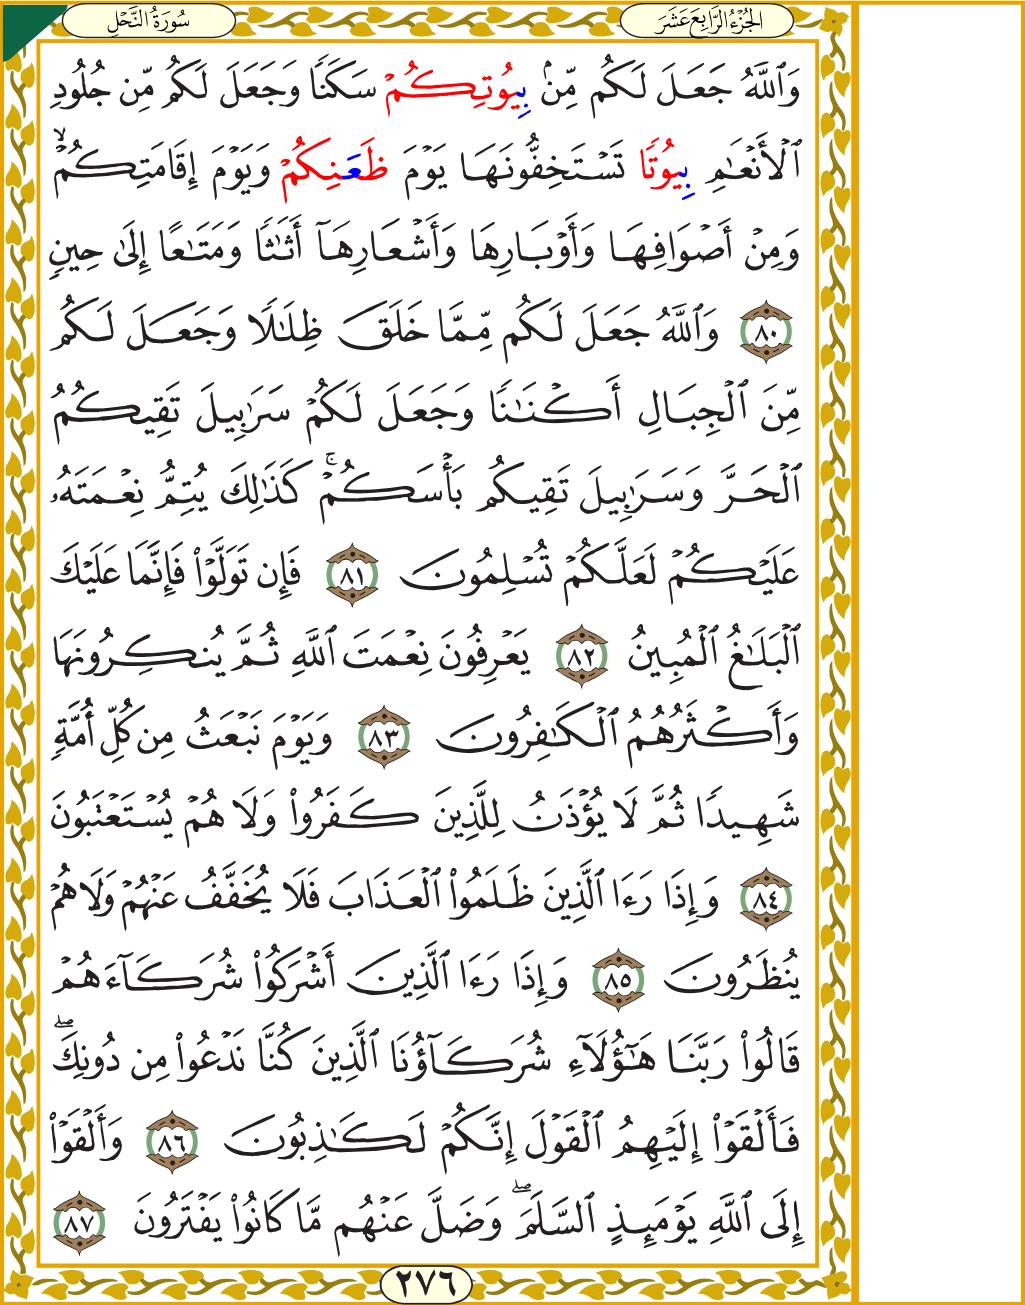 سُورَةُ النَّحْلِ
الجُزْءُ الرَّابِعَ عَشَرَ
وَٱللَّهُ جَعَلَ لَكُم مِّنۢ بِيُوتِكُمْ سَكَنًا وَجَعَلَ لَكُم مِّن جُلُودِ
ٱلْأَنْعَٰمِ بِيُوتًا تَسْتَخِفُّونَهَا يَوْمَ ظَعَنِكُمْ وَيَوْمَ إِقَامَتِكُمْۙ
وَمِنْ أَصْوَافِهَا وَأَوْبَارِهَا وَأَشْعَارِهَآ أَثَٰثًا وَمَتَٰعًا إِلَىٰ حِينٍ
٨٠ وَٱللَّهُ جَعَلَ لَكُم مِّمَّا خَلَقَ ظِلَٰلًا وَجَعَلَ لَكُم
مِّنَ ٱلْجِبَالِ أَكْنَٰنًا وَجَعَلَ لَكُمْ سَرَٰبِيلَ تَقِيكُمُ
ٱلْحَرَّ وَسَرَٰبِيلَ تَقِيكُم بَأْسَكُمْۚ كَذَٰلِكَ يُتِمُّ نِعْمَتَهُۥ
عَلَيْكُمْ لَعَلَّكُمْ تُسْلِمُونَ ٨١ فَإِن تَوَلَّوْا۟ فَإِنَّمَا عَلَيْكَ
ٱلْبَلَٰغُ ٱلْمُبِينُ ٨٢ يَعْرِفُونَ نِعْمَتَ ٱللَّهِ ثُمَّ يُنكِرُونَهَا
وَأَكْثَرُهُمُ ٱلْكَٰفِرُونَ ٨٣ وَيَوْمَ نَبْعَثُ مِن كُلِّ أُمَّةٍ
شَهِيدًا ثُمَّ لَا يُؤْذَنُ لِلَّذِينَ كَفَرُوا۟ وَلَا هُمْ يُسْتَعْتَبُونَ
٨٤ وَإِذَا رَءَا ٱلَّذِينَ ظَلَمُوا۟ ٱلْعَذَابَ فَلَا يُخَفَّفُ عَنْهُمْ وَلَا هُمْ
يُنظَرُونَ ٨٥ وَإِذَا رَءَا ٱلَّذِينَ أَشْرَكُوا۟ شُرَكَآءَهُمْ
قَالُوا۟ رَبَّنَا هَٰٓؤُلَآءِ شُرَكَآؤُنَا ٱلَّذِينَ كُنَّا نَدْعُوا۟ مِن دُونِكَۖ
فَأَلْقَوْا۟ إِلَيْهِمُ ٱلْقَوْلَ إِنَّكُمْ لَكَٰذِبُونَ ٨٦ وَأَلْقَوْا۟
إِلَى ٱللَّهِ يَوْمَئِذٍ ٱلسَّلَمَۖ وَضَلَّ عَنْهُم مَّا كَانُوا۟ يَفْتَرُونَ ٨٧
٢٧٦